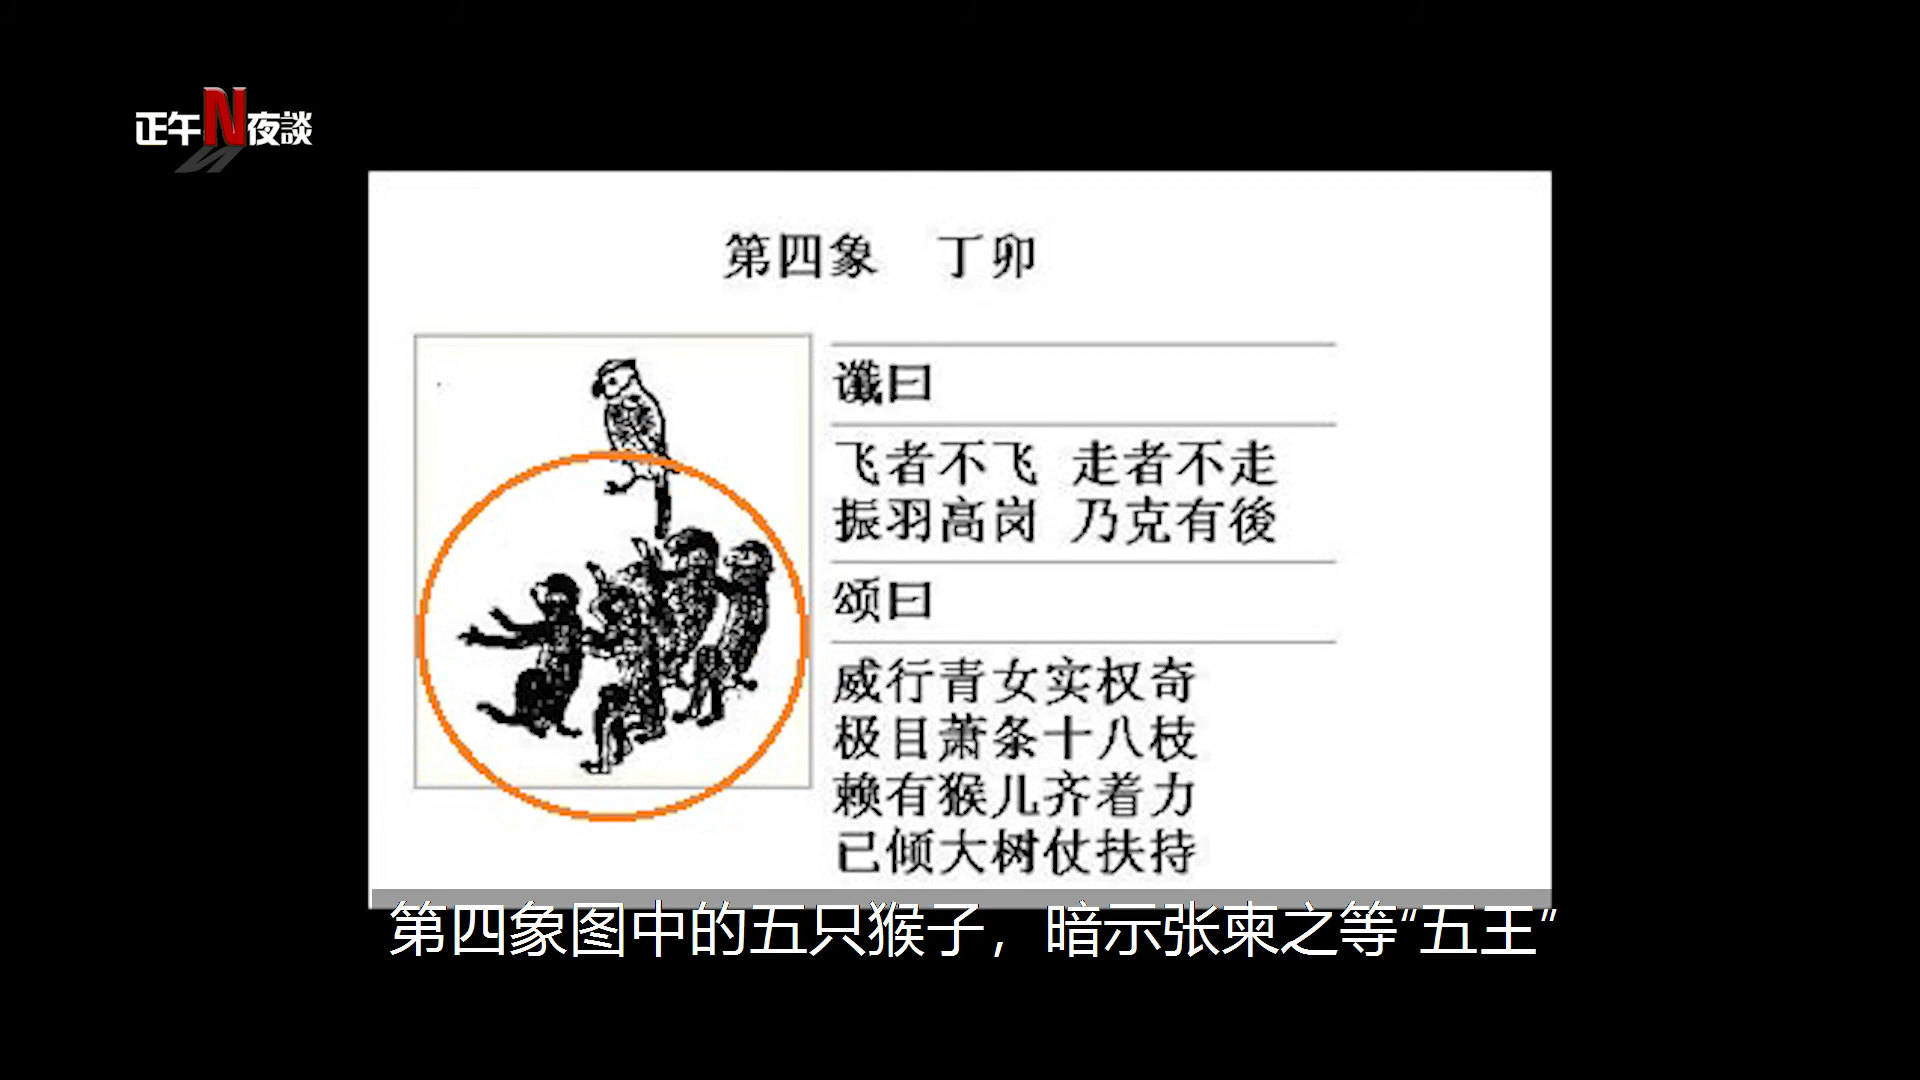 正午N夜談
第四象 丁卯
谶曰
飞者不飞 走者不走
振羽高岗 乃克有後
颂曰
威行青女实权奇
极目萧条十八枝
赖有猴儿齐着力
已倾大树仗扶持
第四象图中的五只猴子，暗示张柬之等“五王”